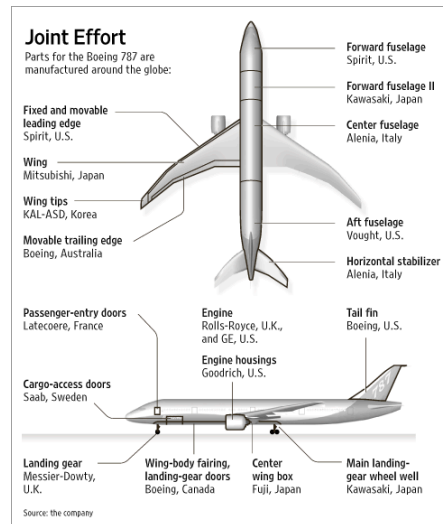 Joint Effort
Parts for the Boeing 787 are
manufactured around the globe:
Forward fuselage
Spirit, U.S.
Forward fuselage II
Kawasaki, Japan
Fixed and movable
leading edge
Spirit, U.S.
Center fuselage
Alenia, Italy
Wing
Mitsubishi, Japan
Wing tips
KAL-ASD, Korea
Movable trailing edge
Boeing, Australia
Aft fuselage
Vought, U.S.
Horizontal stabilizer
Alenia, Italy
Passenger-entry doors
Latecoere, France
Engine
Rolls-Royce, U.K.,
and GE, U.S.
Tail fin
Boeing, U.S.
Engine housings
Goodrich, U.S.
Cargo-access doors
Saab, Sweden
Landing gear
Messier-Dowty,
U.K.
Wing-body fairing,
landing-gear doors
Boeing, Canada
Center
wing box
Fuji, Japan
Main landing-
gear wheel well
Kawasaki, Japan
Source: the company